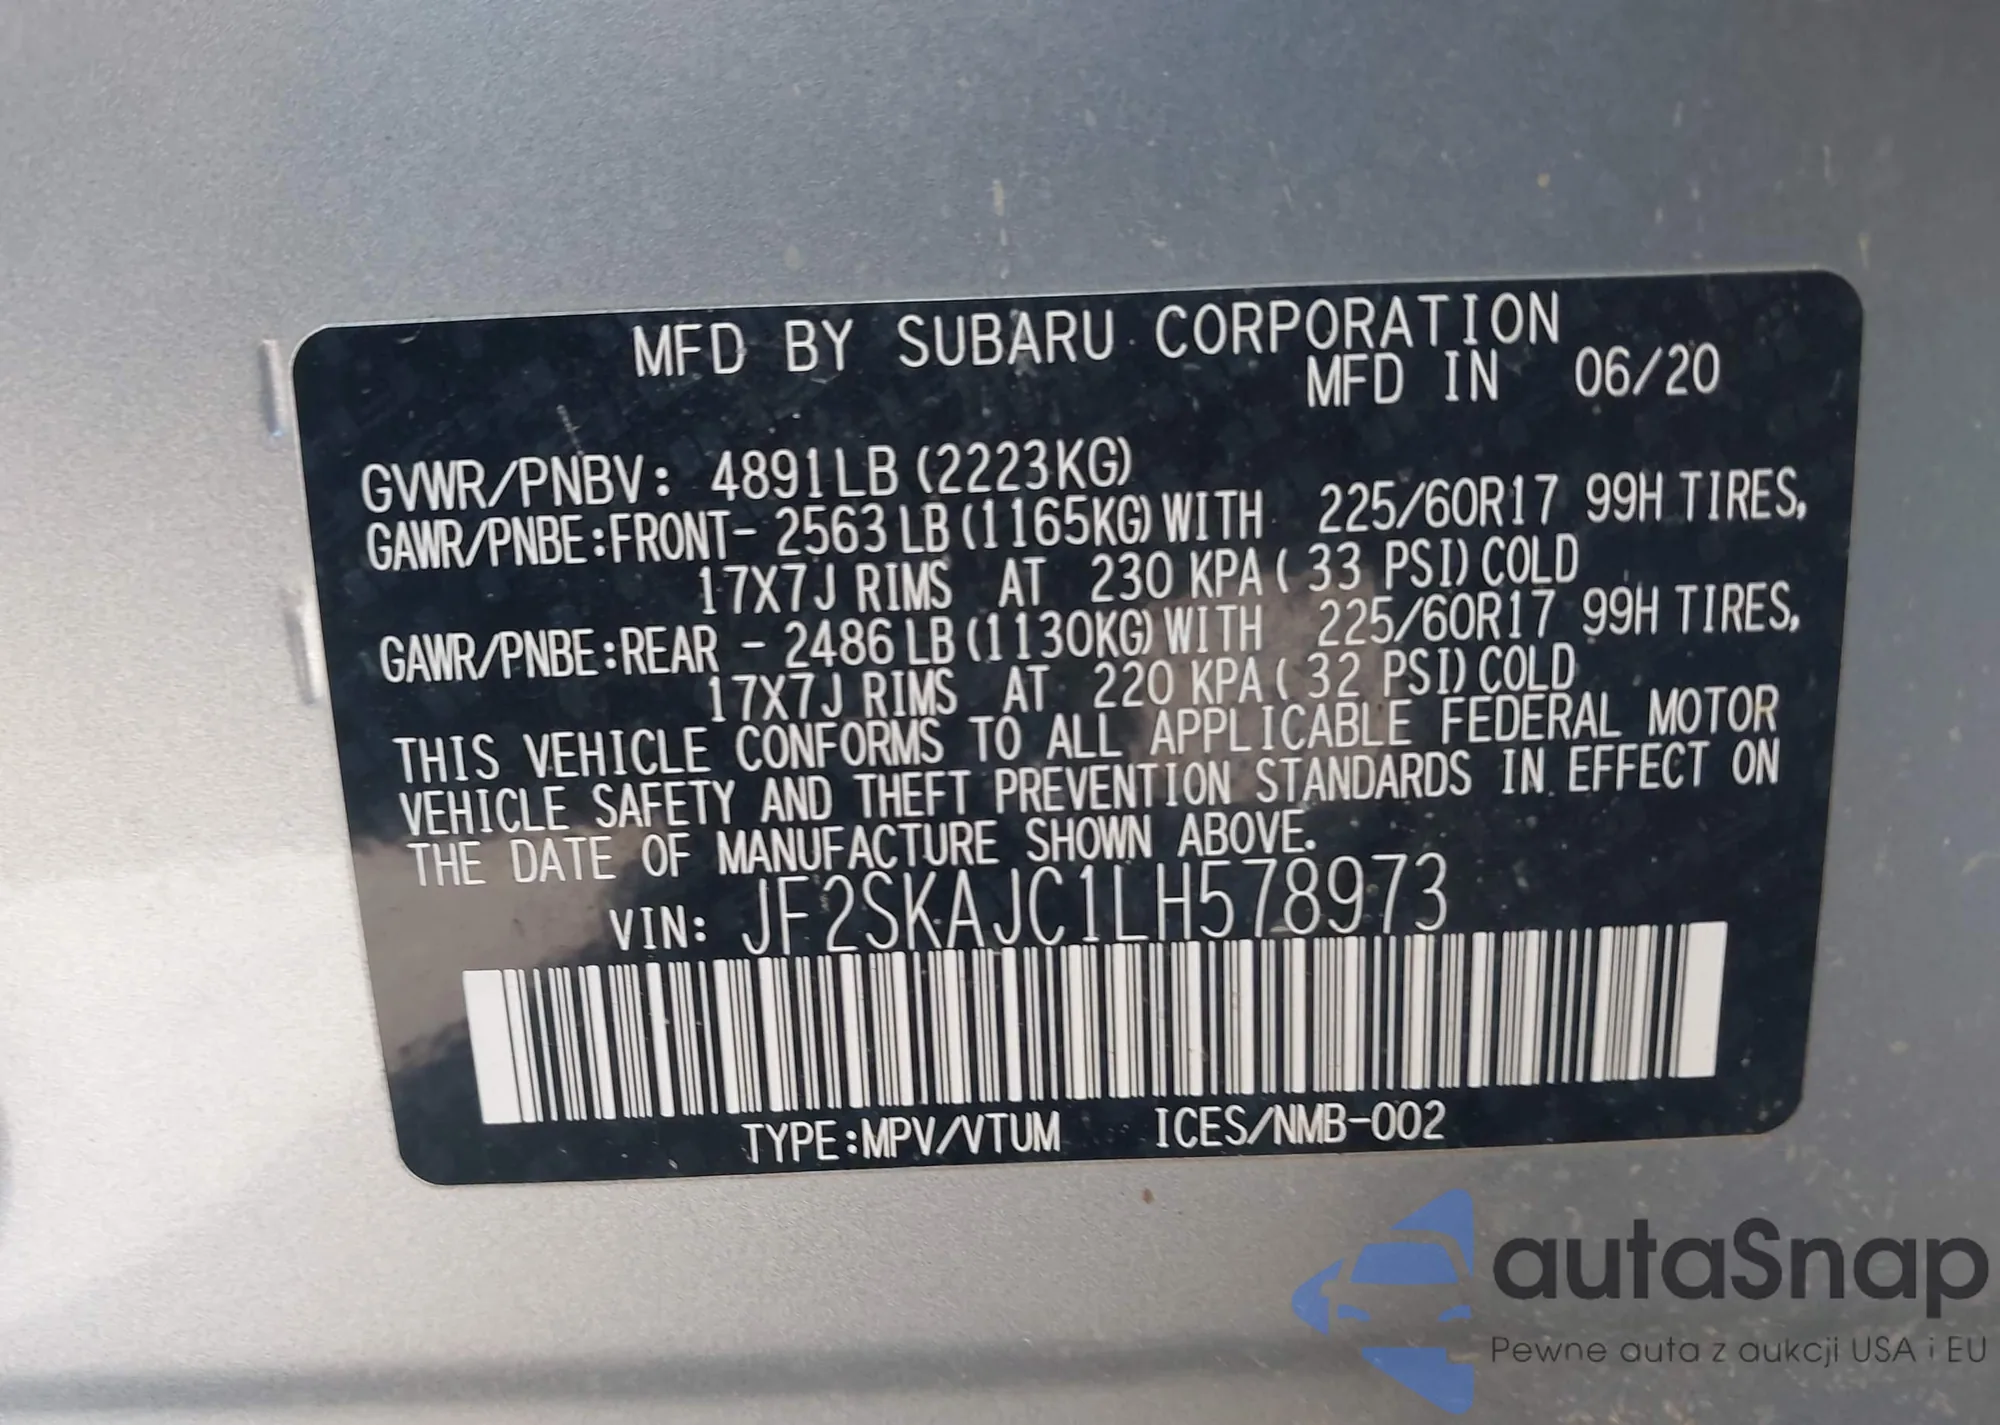 MFD BY SUBARU CORPORATION
MFD IN 06/20
GVWR/PNBV: 4891LB (2223KG)
GAWR/PNBE:FRONT- 2563 LB (1165KG) WITH 225/60R17 99H TIRES,
17X7J RIMS AT 230 KPA ( 33 PSI) COLD
GAWR/PNBE:REAR - 2486 LB (1130KG) WITH 225/60R17 99H TIRES,
17X7J RIMS AT 220 KPA ( 32 PSI) COLD
THIS VEHICLE CONFORMS TO ALL APPLICABLE FEDERAL MOTOR
VEHICLE SAFETY AND THEFT PREVENTION STANDARDS IN EFFECT ON
THE DATE OF MANUFACTURE SHOWN ABOVE.
VIN: JF2SKAJC1LH578973
TYPE:MPV/VTUM ICES/NMB-002
autaSnap
Pewne auta z aukcji USA i EU